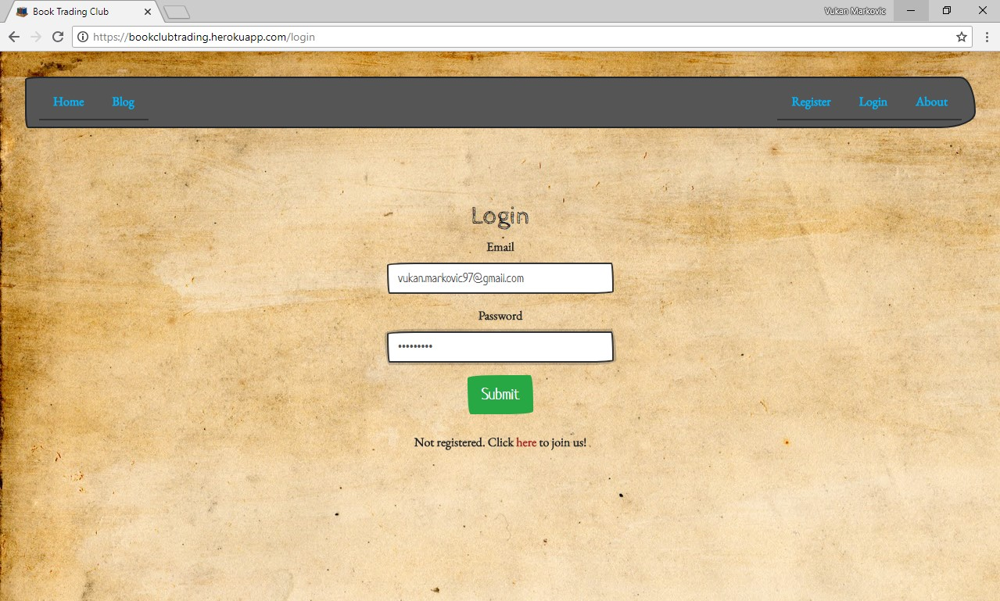 Book Trading Club
Vukan Markovic
https://bookclubtrading.herokuapp.com/login
Home Blog Register Login About
Login
Email
vukan.markovic97@gmail.com
Password
•••••••••
Submit
Not registered. Click here to join us!